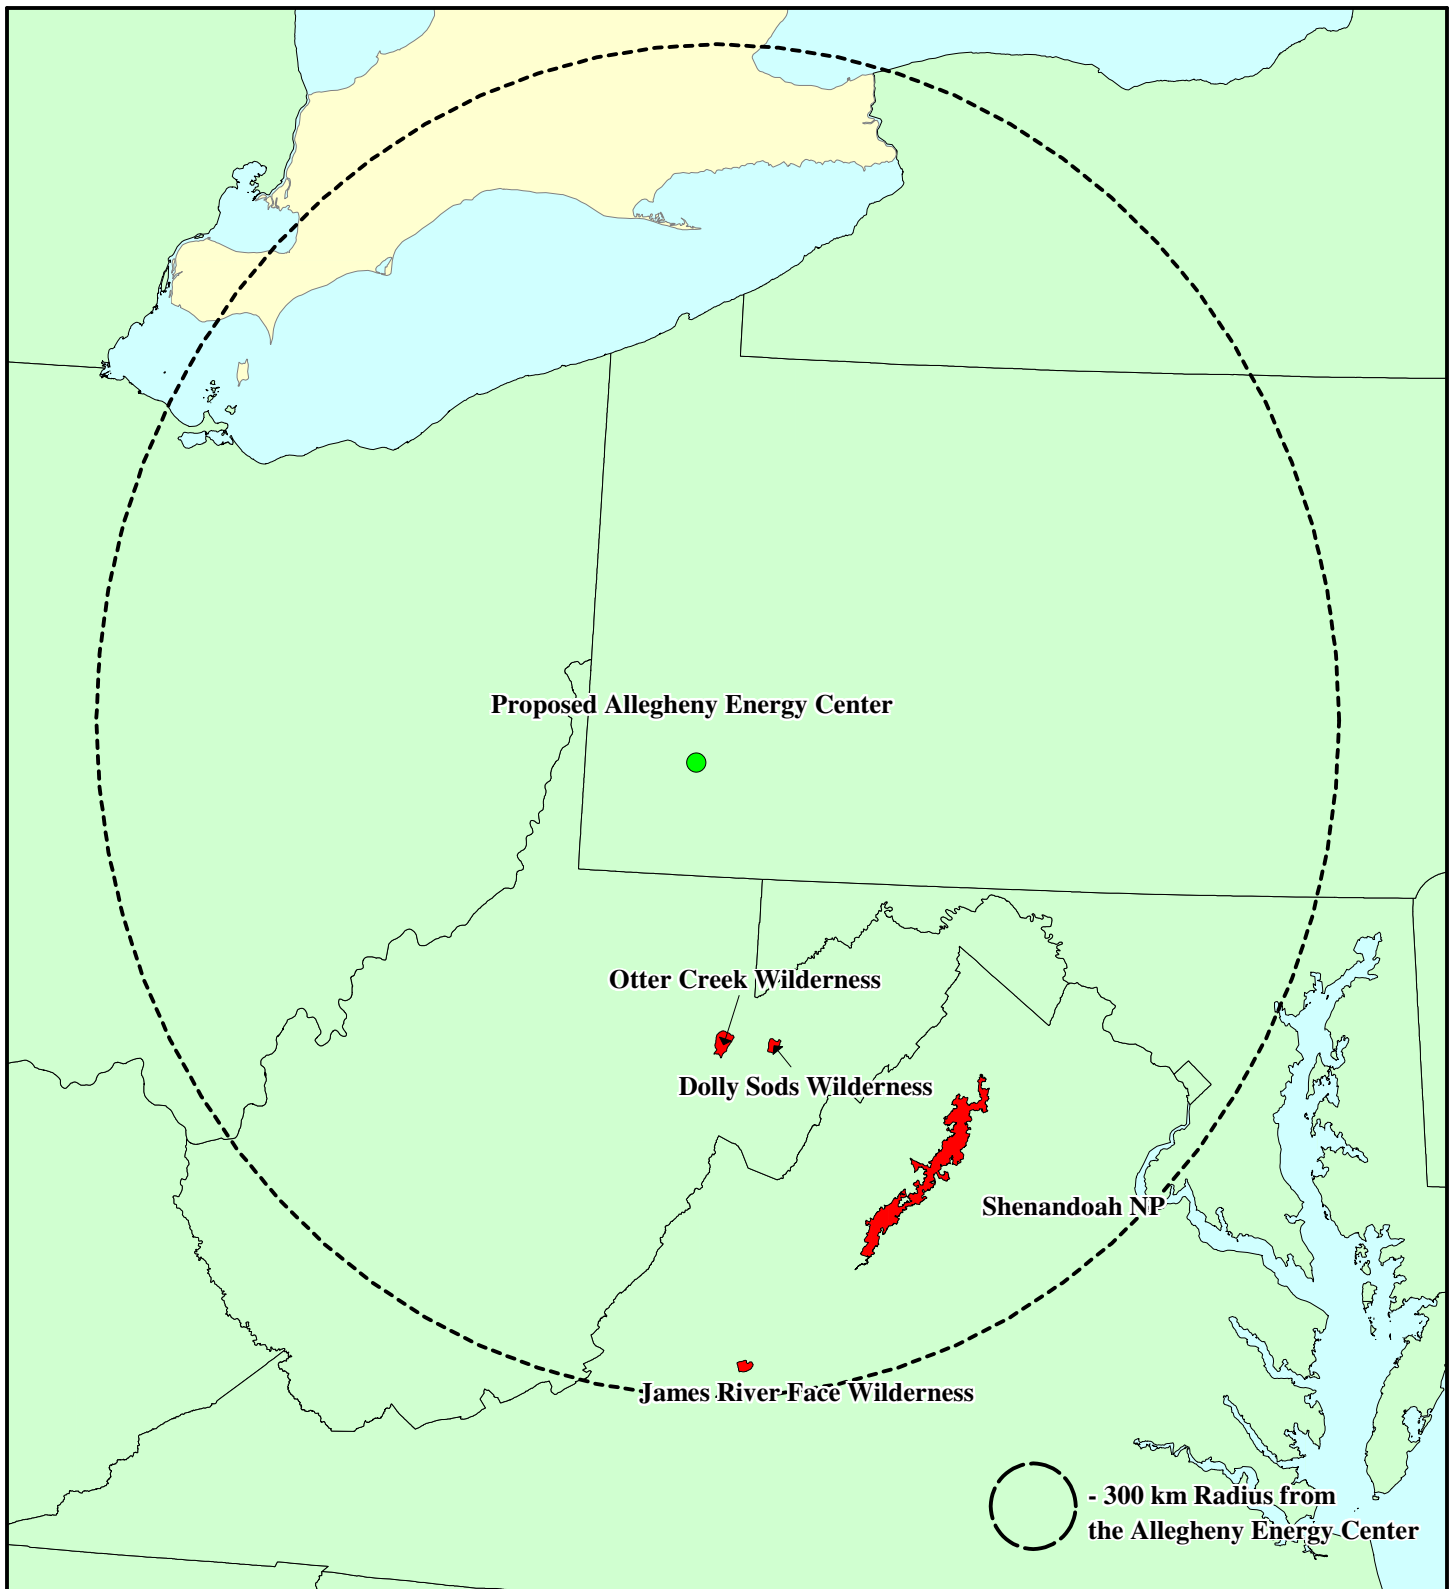 Proposed Allegheny Energy Center
Otter Creek Wilderness
Dolly Sods Wilderness
Shenandoah NP
James River Face Wilderness
- 300 km Radius from
the Allegheny Energy Center